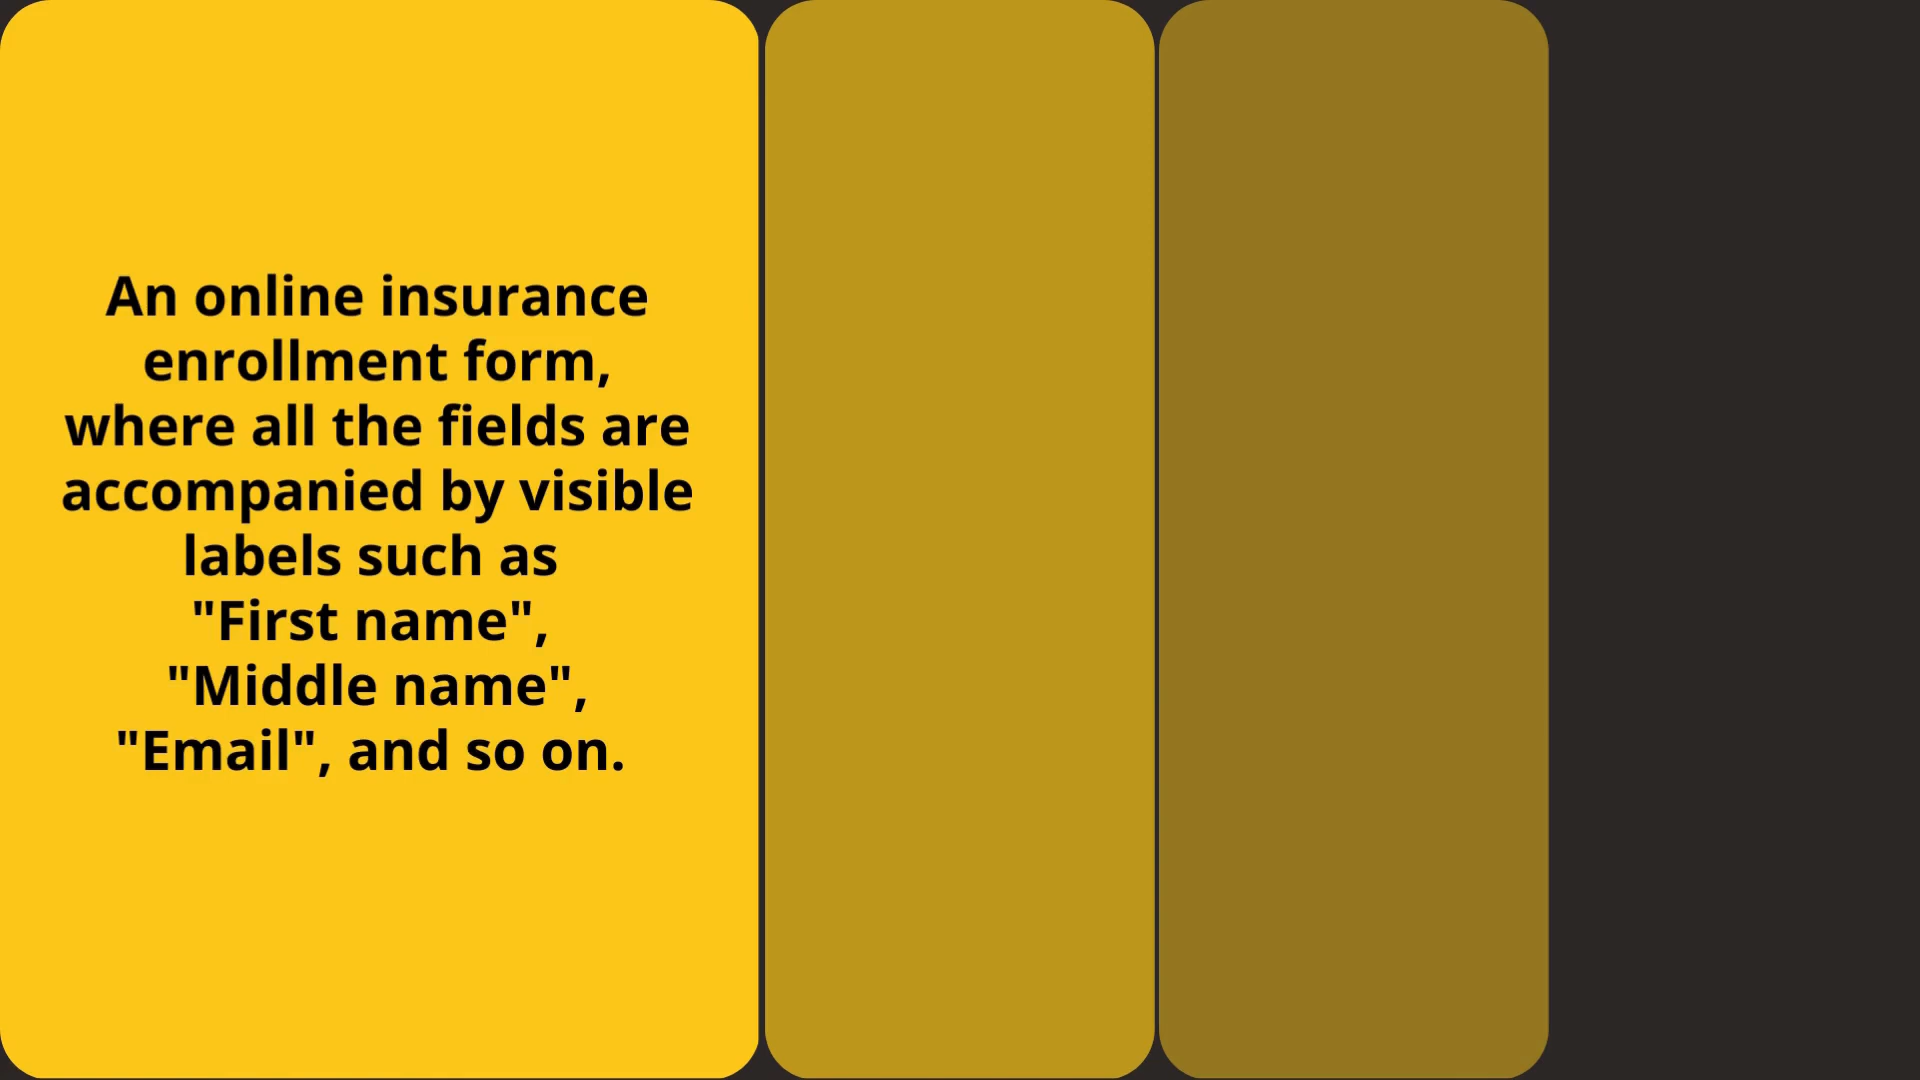 An online insurance
enrollment form,
where all the fields are
accompanied by visible
labels such as
"First name",
"Middle name",
"Email", and so on.